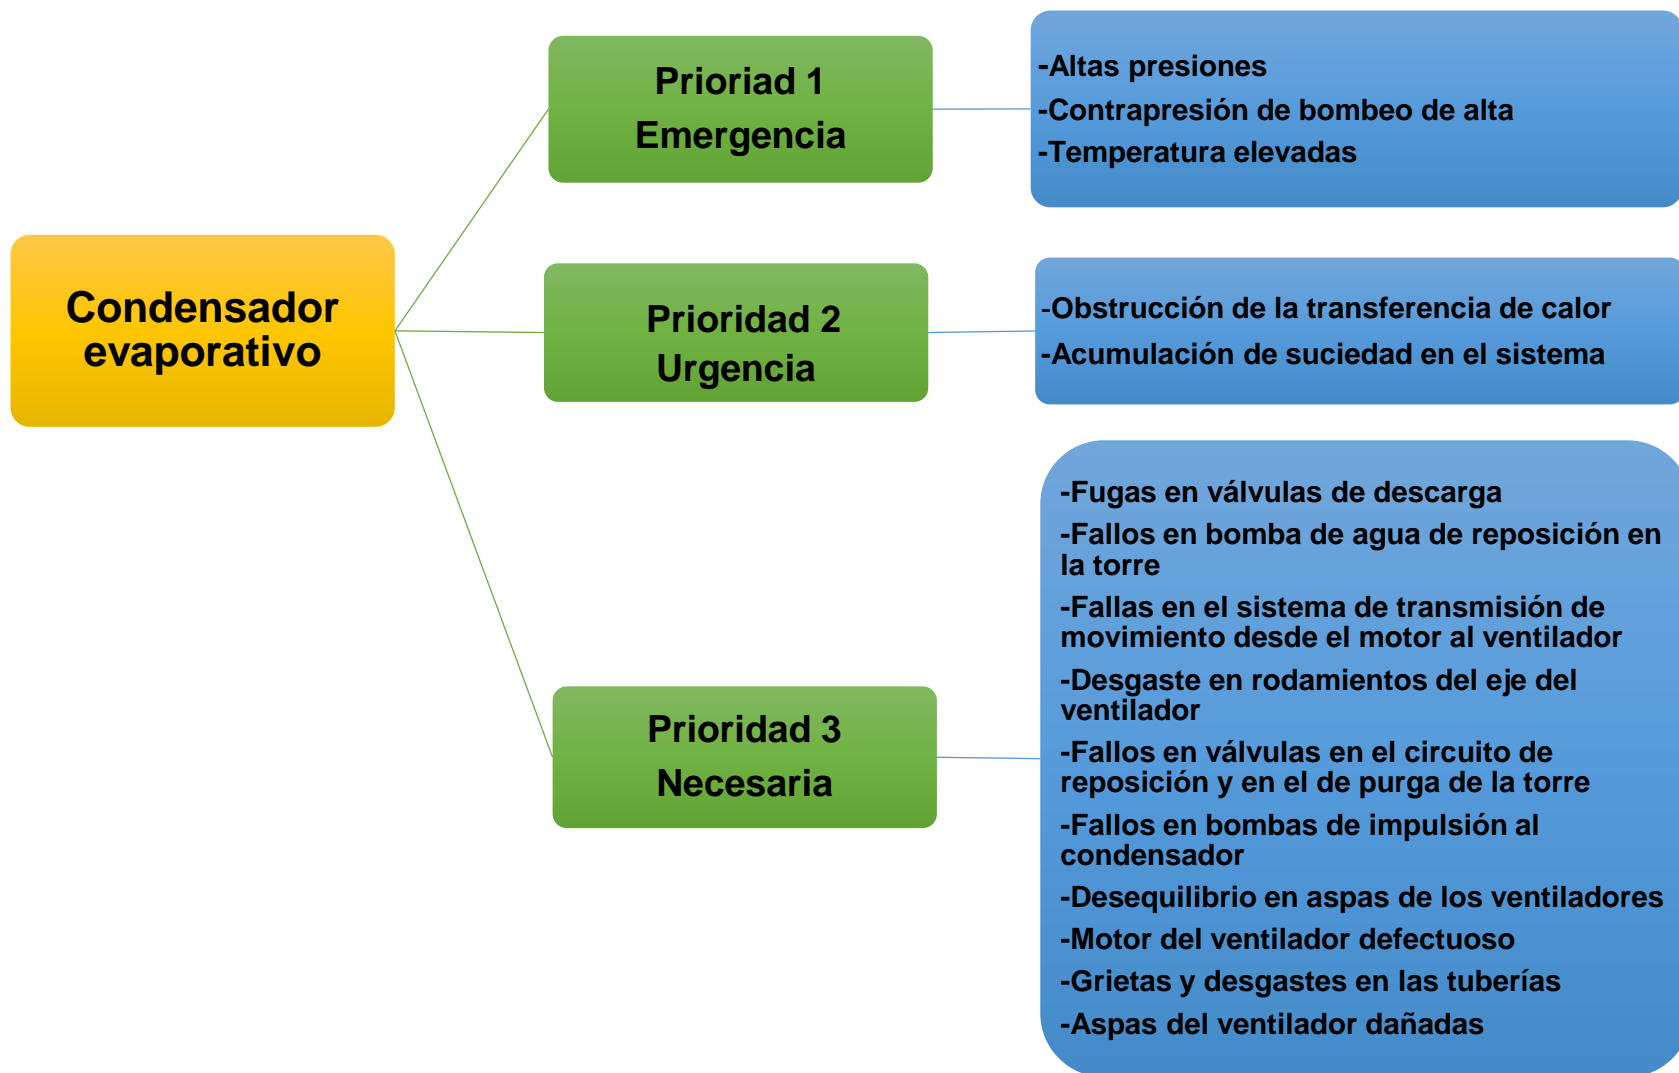 Condensador
evaporativo
Prioriad 1
Emergencia
-Altas presiones
-Contrapresión de bombeo de alta
-Temperatura elevadas
Prioridad 2
Urgencia
-Obstrucción de la transferencia de calor
-Acumulación de suciedad en el sistema
Prioridad 3
Necesaria
-Fugas en válvulas de descarga
-Fallos en bomba de agua de reposición en
la torre
-Fallas en el sistema de transmisión de
movimiento desde el motor al ventilador
-Desgaste en rodamientos del eje del
ventilador
-Fallos en válvulas en el circuito de
reposición y en el de purga de la torre
-Fallos en bombas de impulsión al
condensador
-Desequilibrio en aspas de los ventiladores
-Motor del ventilador defectuoso
-Grietas y desgastes en las tuberías
-Aspas del ventilador dañadas